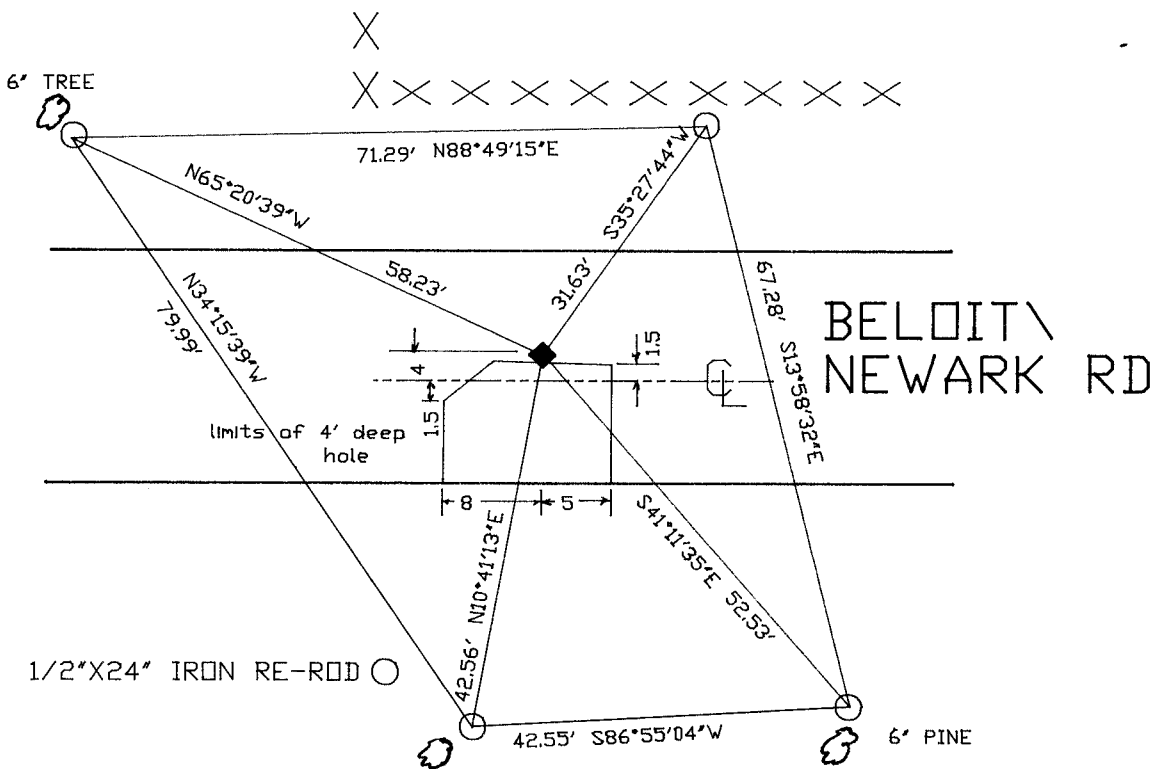 6" TREE
71.29' N88°49'15"E
N65°20'39"W
58.23'
S35°27'44"W
31.63'
N34°15'39"W
79.99'
67.28' S13°58'32"E
BELOIT\
NEWARK RD
4
1.5
1.5
CL
limits of 4' deep
hole
8
5
42.56' N10°41'13"E
S41°11'35"E 52.53'
1/2"X24" IRON RE-ROD
42.55' S86°55'04"W
6" PINE